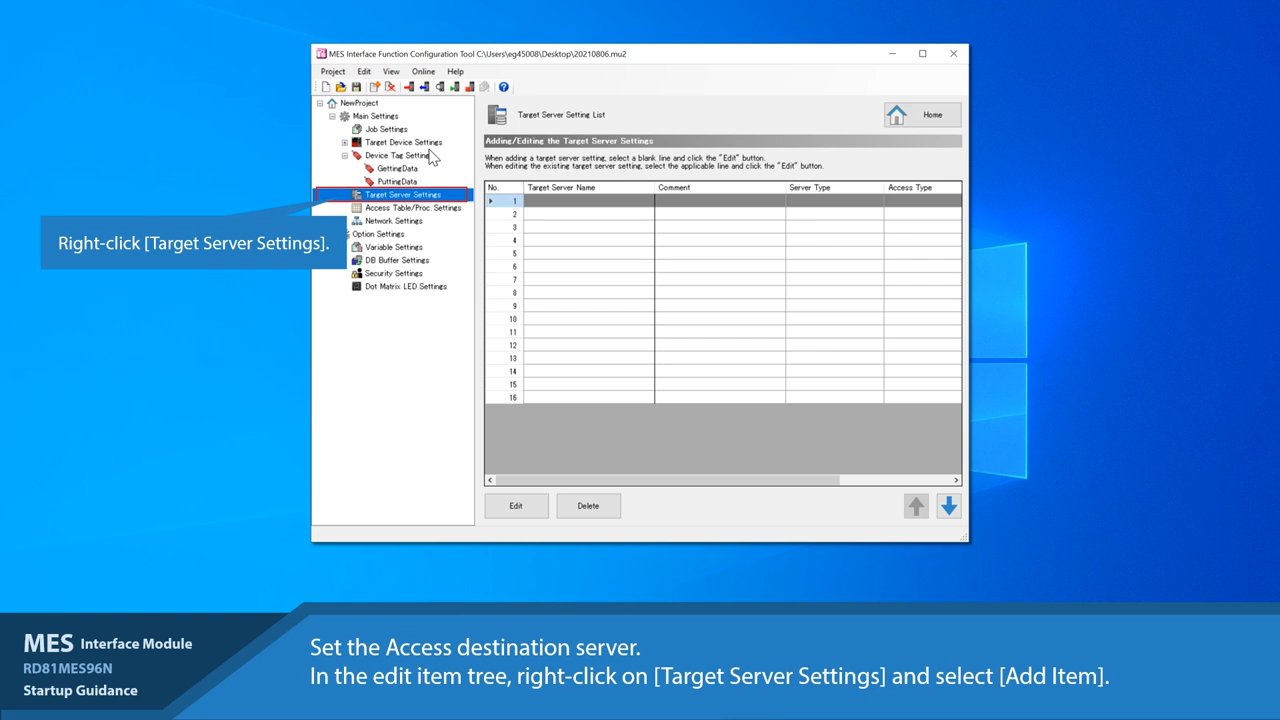 MES Interface Function Configuration Tool C:\Users\eg45008\Desktop\20210806.mu2
Project Edit View Online Help
NewProject
Main Settings
Job Settings
Target Device Settings
Device Tag Setting
GettingData
PuttingData
Target Server Settings
Access Table/Proc. Settings
Network Settings
Option Settings
Variable Settings
DB Buffer Settings
Security Settings
Dot Matrix LED Settings
Right-click [Target Server Settings].
Target Server Setting List
Home
Adding/Editing the Target Server Settings
When adding a target server setting, select a blank line and click the "Edit" button.
When editing the existing target server setting, select the applicable line and click the "Edit" button.
No. Target Server Name Comment Server Type Access Type
1
2
3
4
5
6
7
8
9
10
11
12
13
14
15
16
Edit Delete
MES Interface Module
RD81MES96N
Startup Guidance
Set the Access destination server.
In the edit item tree, right-click on [Target Server Settings] and select [Add Item].